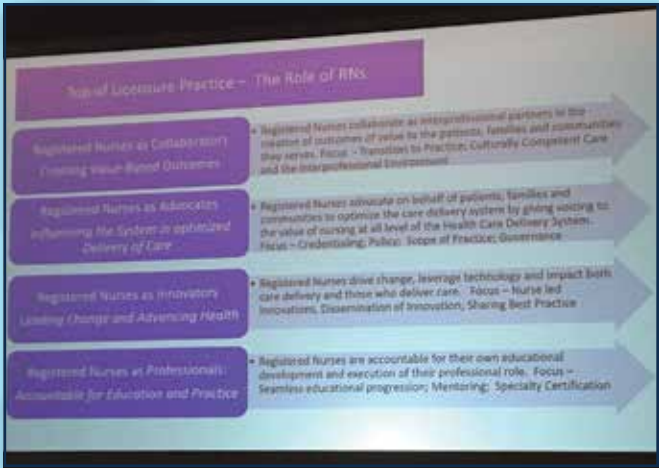 Top of Licensure Practice – The Role of RNs
Registered Nurses as Collaborators
Creating Value-Based Outcomes
• Registered Nurses collaborate as interprofessional partners in the
creation of outcomes of value to the patients, families and communities
they serve. Focus – Transition to Practice; Culturally Competent Care
and the Interprofessional Environment
Registered Nurses as Advocates
Influencing the System in optimized
Delivery of Care
• Registered Nurses advocate on behalf of patients, families and
communities to optimize the care delivery system by giving voicing to
the value of nursing at all level of the Health Care Delivery System.
Focus – Credentialing; Policy; Scope of Practice; Governance
Registered Nurses as Innovators
Leading Change and Advancing Health
• Registered Nurses drive change, leverage technology and impact both
care delivery and those who deliver care. Focus – Nurse led
Innovations, Dissemination of Innovation, Sharing Best Practice
Registered Nurses as Professionals:
Accountable for Education and Practice
• Registered Nurses are accountable for their own educational
development and execution of their professional role. Focus –
Seamless educational progression; Mentoring; Specialty Certification